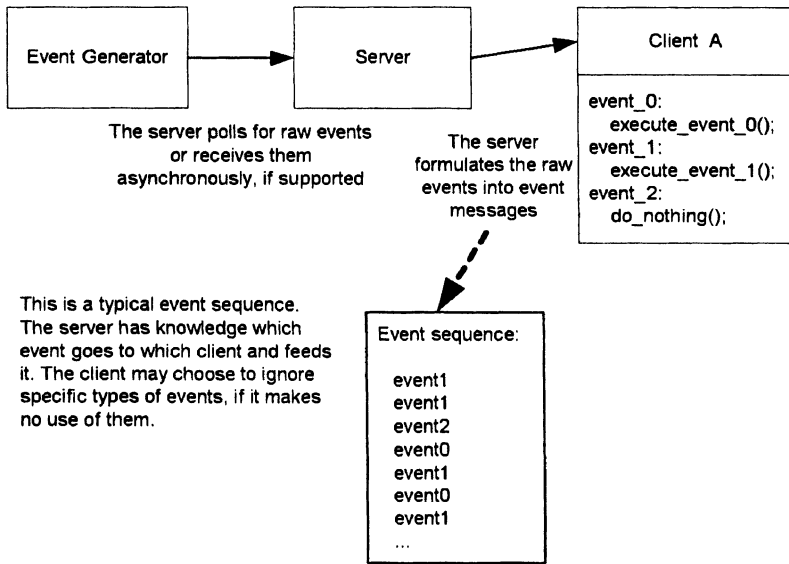 Event Generator
Server
Client A
event_0:
execute_event_0();
event_1:
execute_event_1();
event_2:
do_nothing();
The server polls for raw events
or receives them
asynchronously, if supported
The server
formulates the raw
events into event
messages
This is a typical event sequence.
The server has knowledge which
event goes to which client and feeds
it. The client may choose to ignore
specific types of events, if it makes
no use of them.
Event sequence:
event1
event1
event2
event0
event1
event0
event1
...